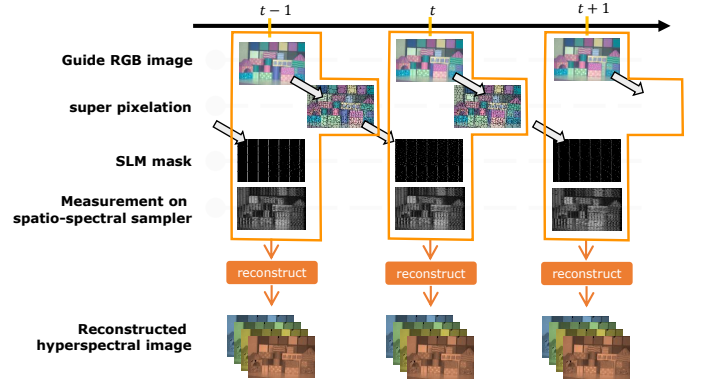 t − 1
t
t + 1
Guide RGB image
super pixelation
SLM mask
Measurement on
spatio-spectral sampler
reconstruct
reconstruct
reconstruct
Reconstructed
hyperspectral image